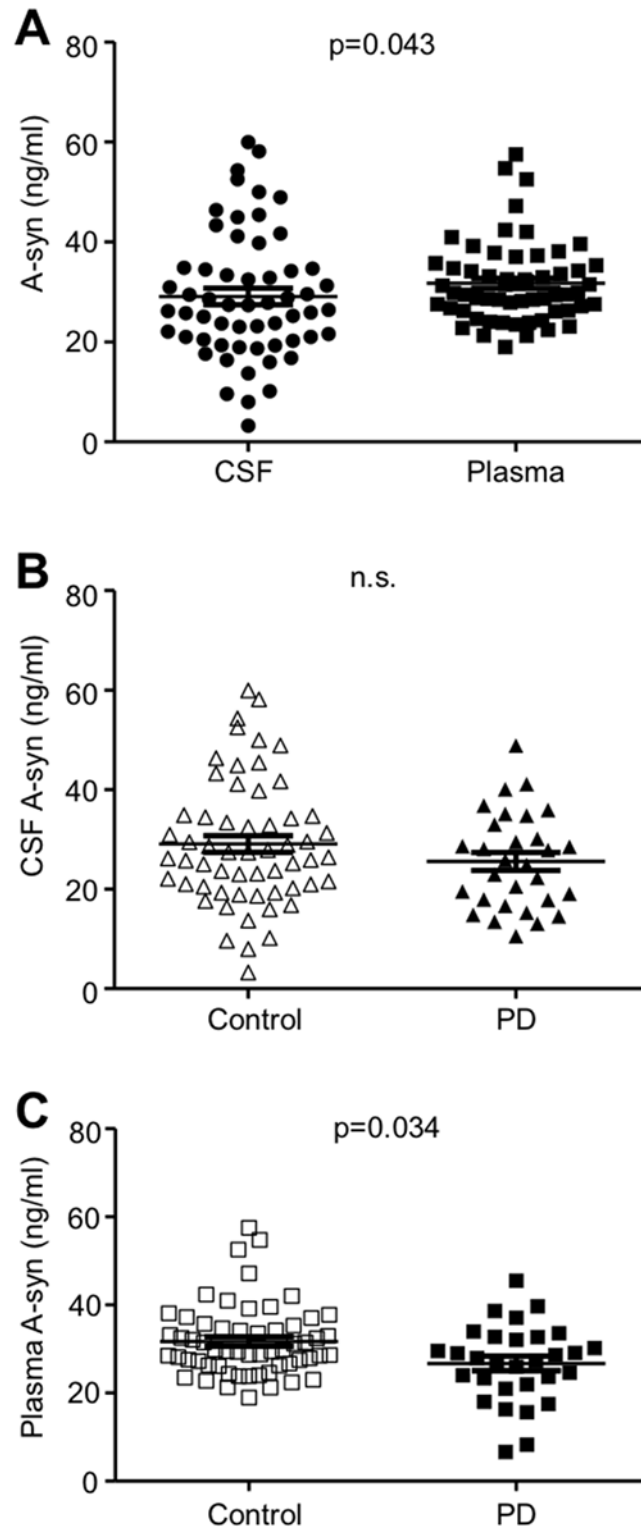 A
p=0.043
A-syn (ng/ml)
80
60
40
20
0
CSF Plasma
B
n.s.
CSF A-syn (ng/ml)
80
60
40
20
0
Control PD
C
p=0.034
Plasma A-syn (ng/ml)
80
60
40
20
0
Control PD